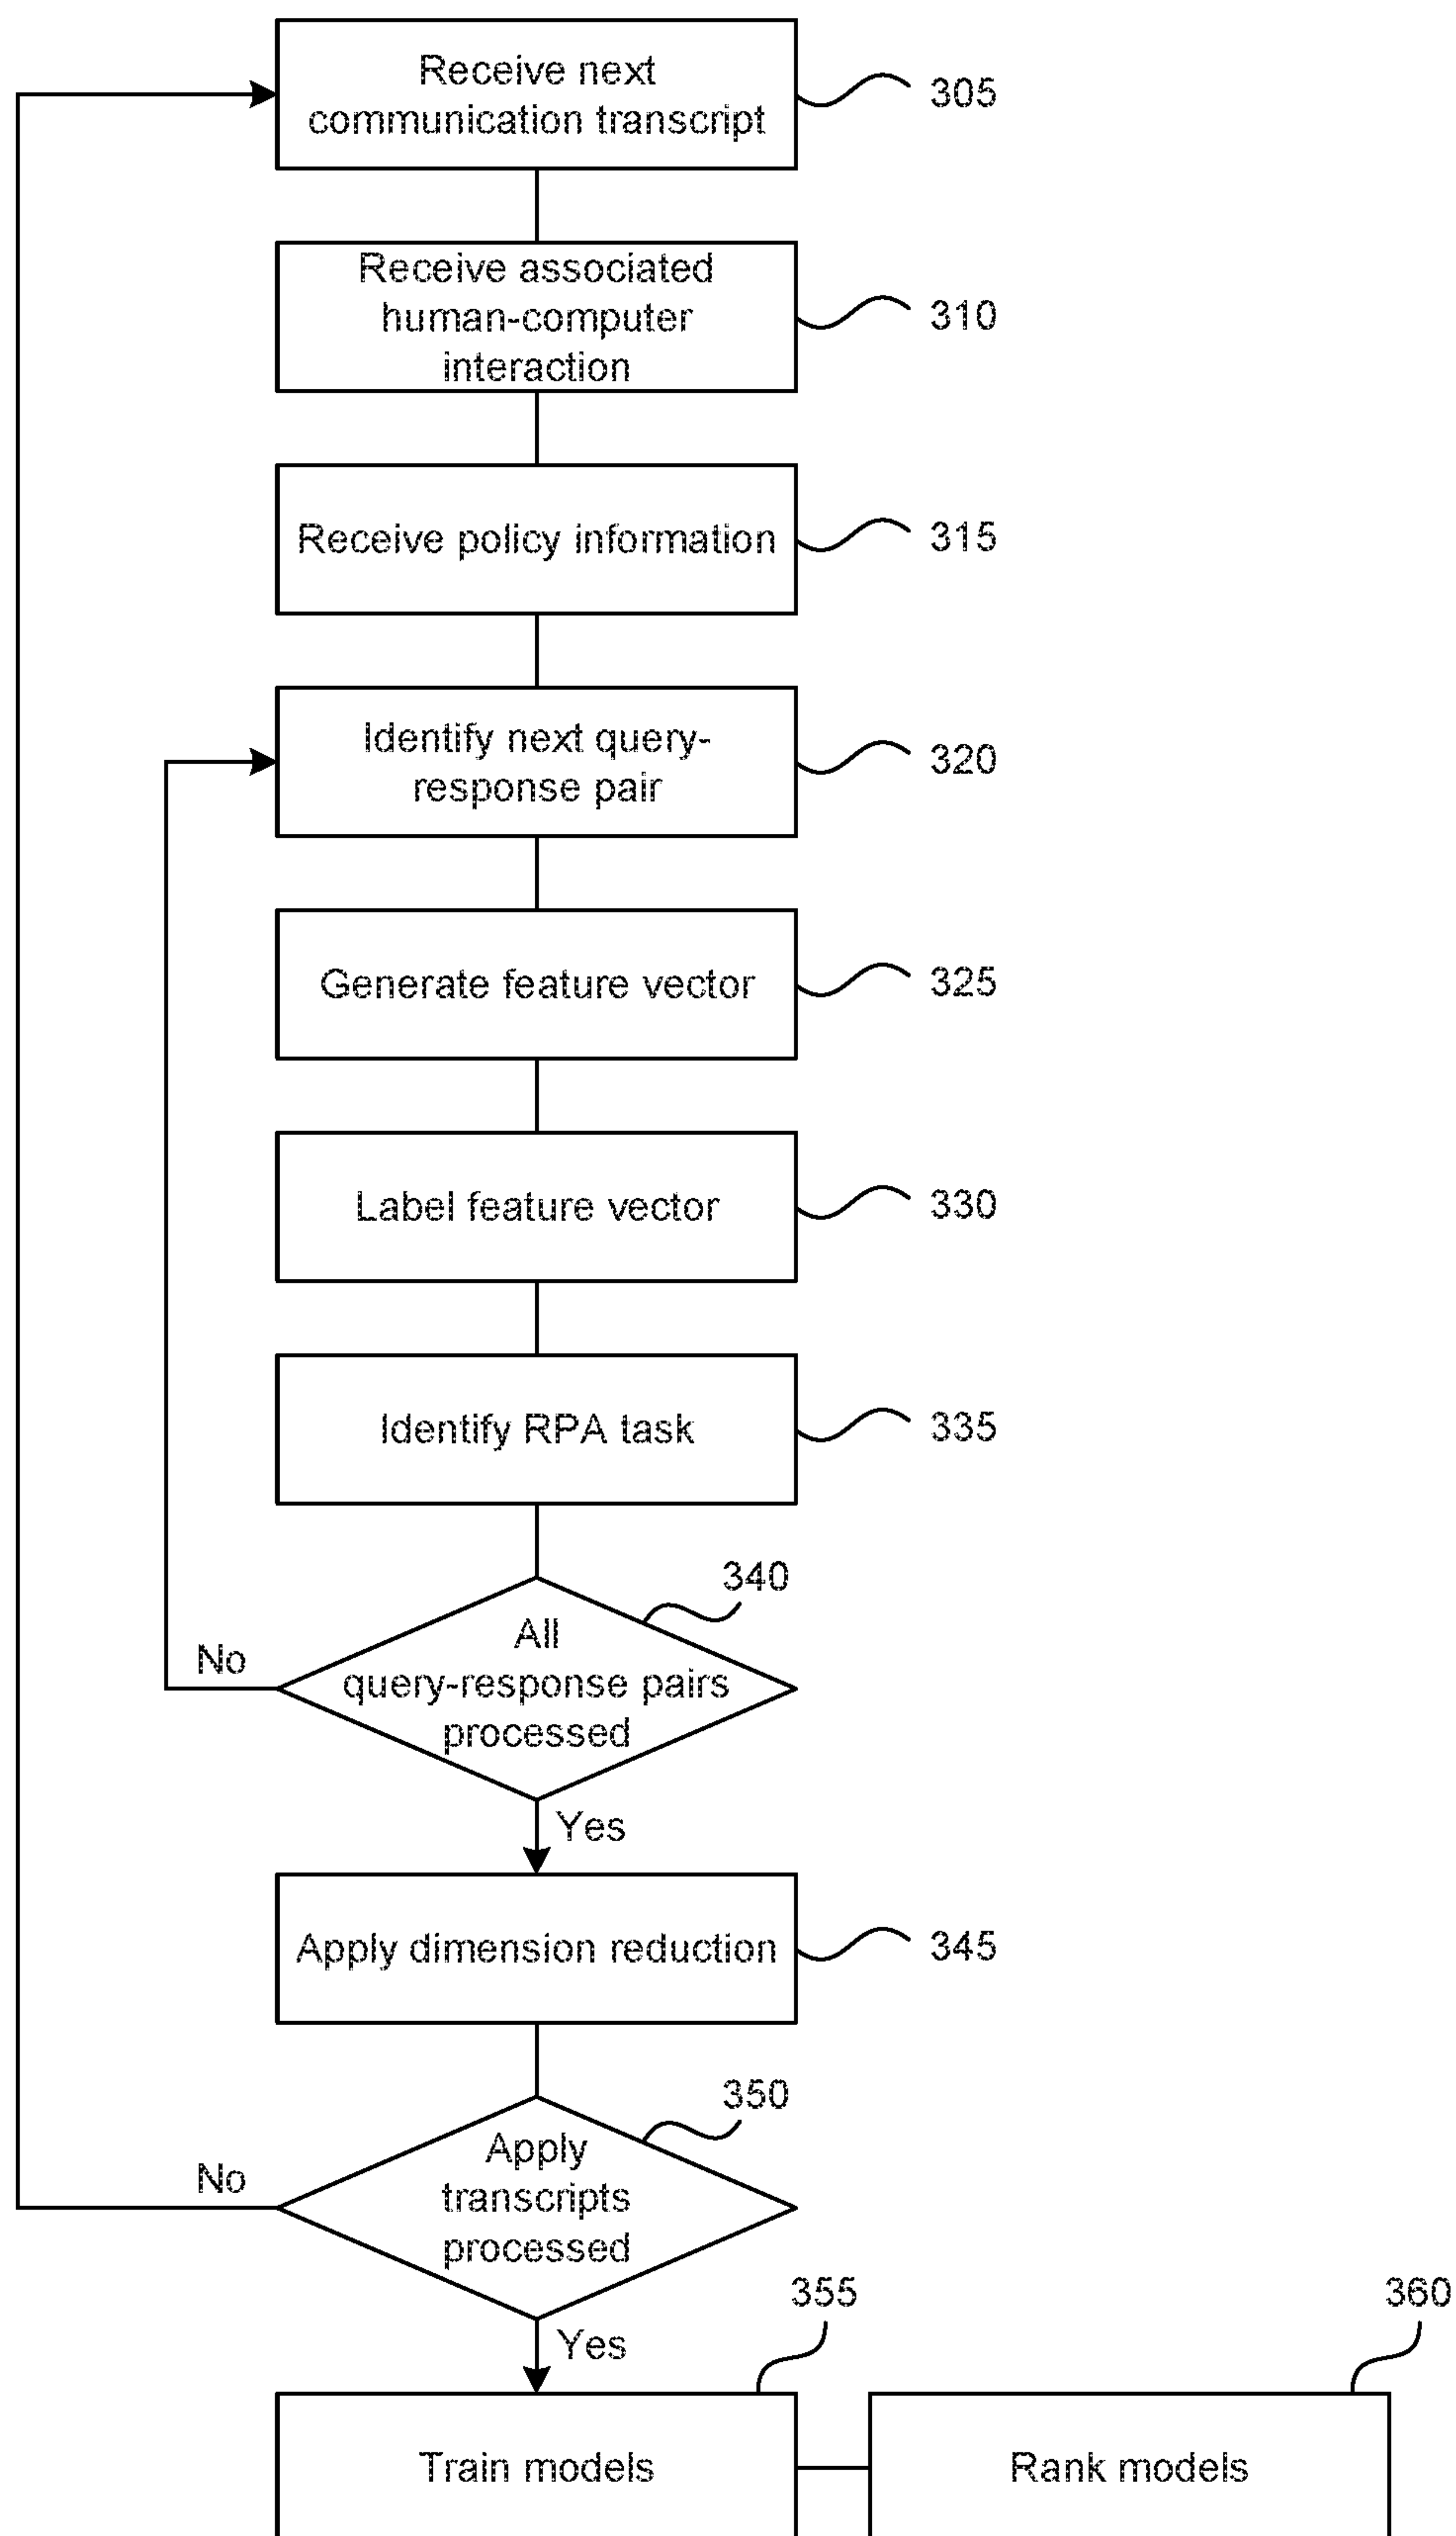 Receive next
communication transcript
305
Receive associated
human-computer
interaction
310
Receive policy information
315
Identify next query-
response pair
320
Generate feature vector
325
Label feature vector
330
Identify RPA task
335
340
All
query-response pairs
processed
No
Yes
Apply dimension reduction
345
350
Apply
transcripts
processed
No
Yes
355
360
Train models
Rank models